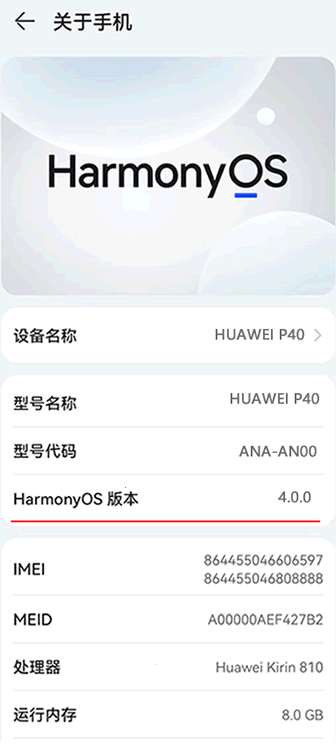 关于手机
HarmonyOS
设备名称 HUAWEI P40
型号名称 HUAWEI P40
型号代码 ANA-AN00
HarmonyOS 版本 4.0.0
IMEI 864455046606597
864455046808888
MEID A00000AEF427B2
处理器 Huawei Kirin 810
运行内存 8.0 GB